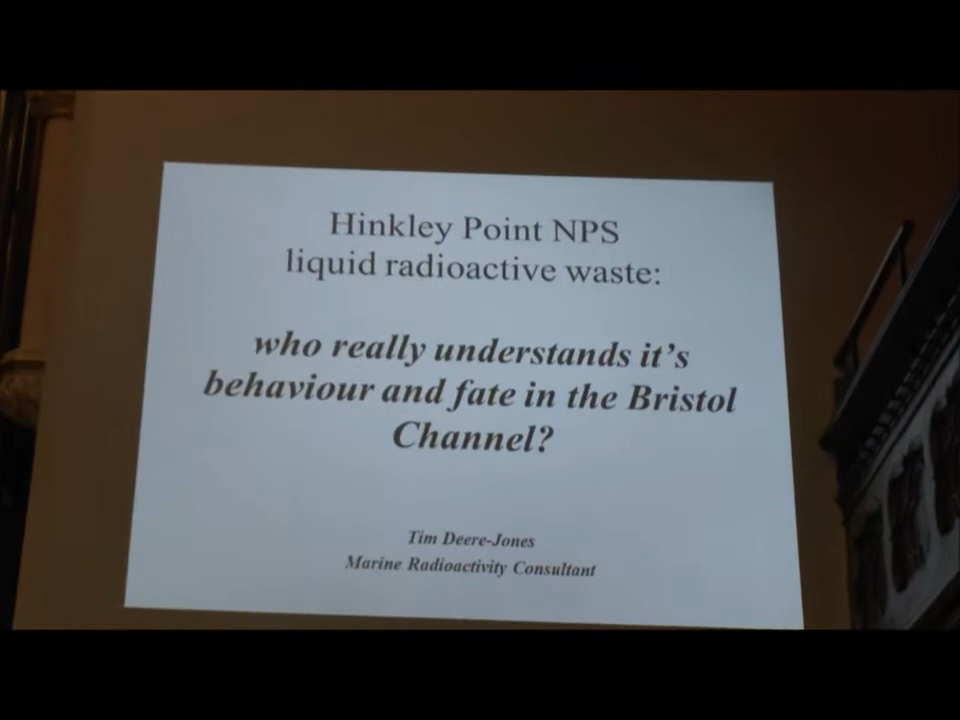 Hinkley Point NPS
liquid radioactive waste:
who really understands it's
behaviour and fate in the Bristol
Channel?
Tim Deere-Jones
Marine Radioactivity Consultant